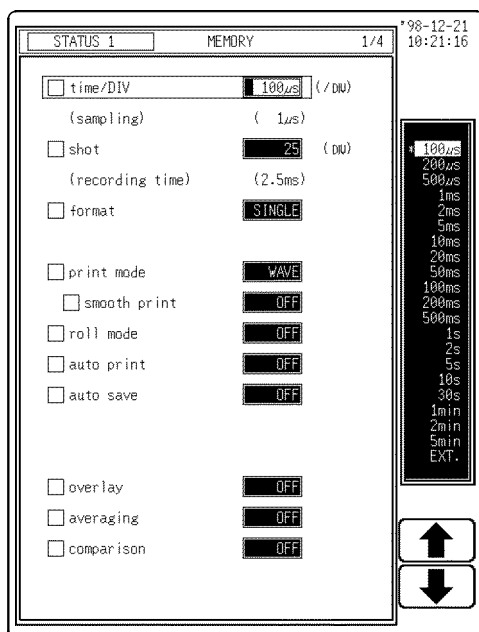 '98-12-21
10:21:16
STATUS 1 MEMORY 1/4
time/DIV 100µs (/DIV)
(sampling) ( 1µs)
shot 25 (DIV)
(recording time) (2.5ms)
format SINGLE
print mode WAVE
smooth print OFF
roll mode OFF
auto print OFF
auto save OFF
overlay OFF
averaging OFF
comparison OFF
* 100µs
200µs
500µs
1ms
2ms
5ms
10ms
20ms
50ms
100ms
200ms
500ms
1s
2s
5s
10s
30s
1min
2min
5min
EXT.